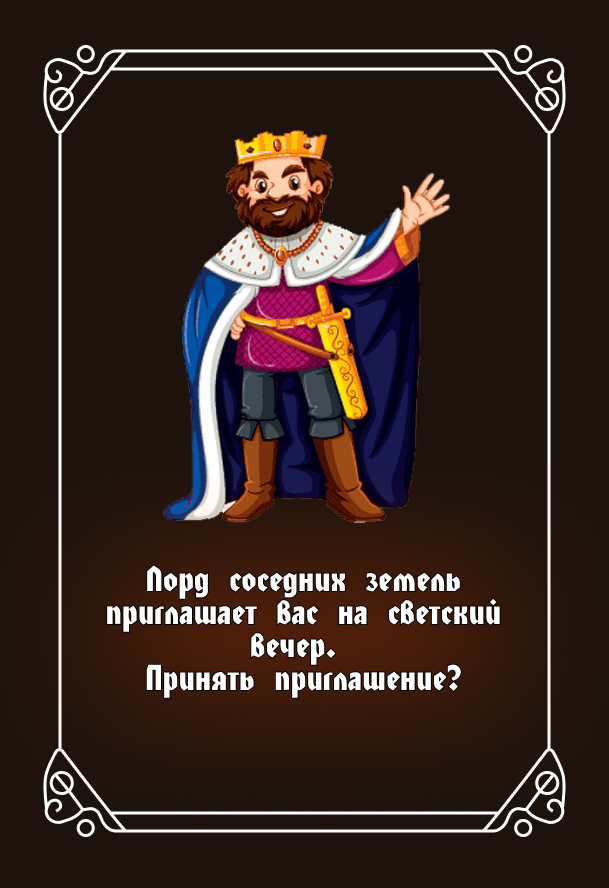 Лорд соседних земель
приглашает Вас на светский
Вечер.
Принять приглашение?